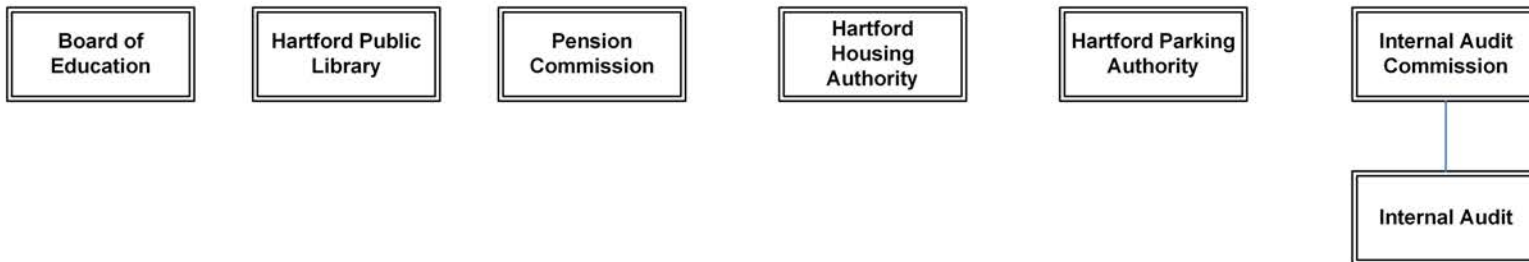 Board of
Education
Hartford Public
Library
Pension
Commission
Hartford
Housing
Authority
Hartford Parking
Authority
Internal Audit
Commission
Internal Audit